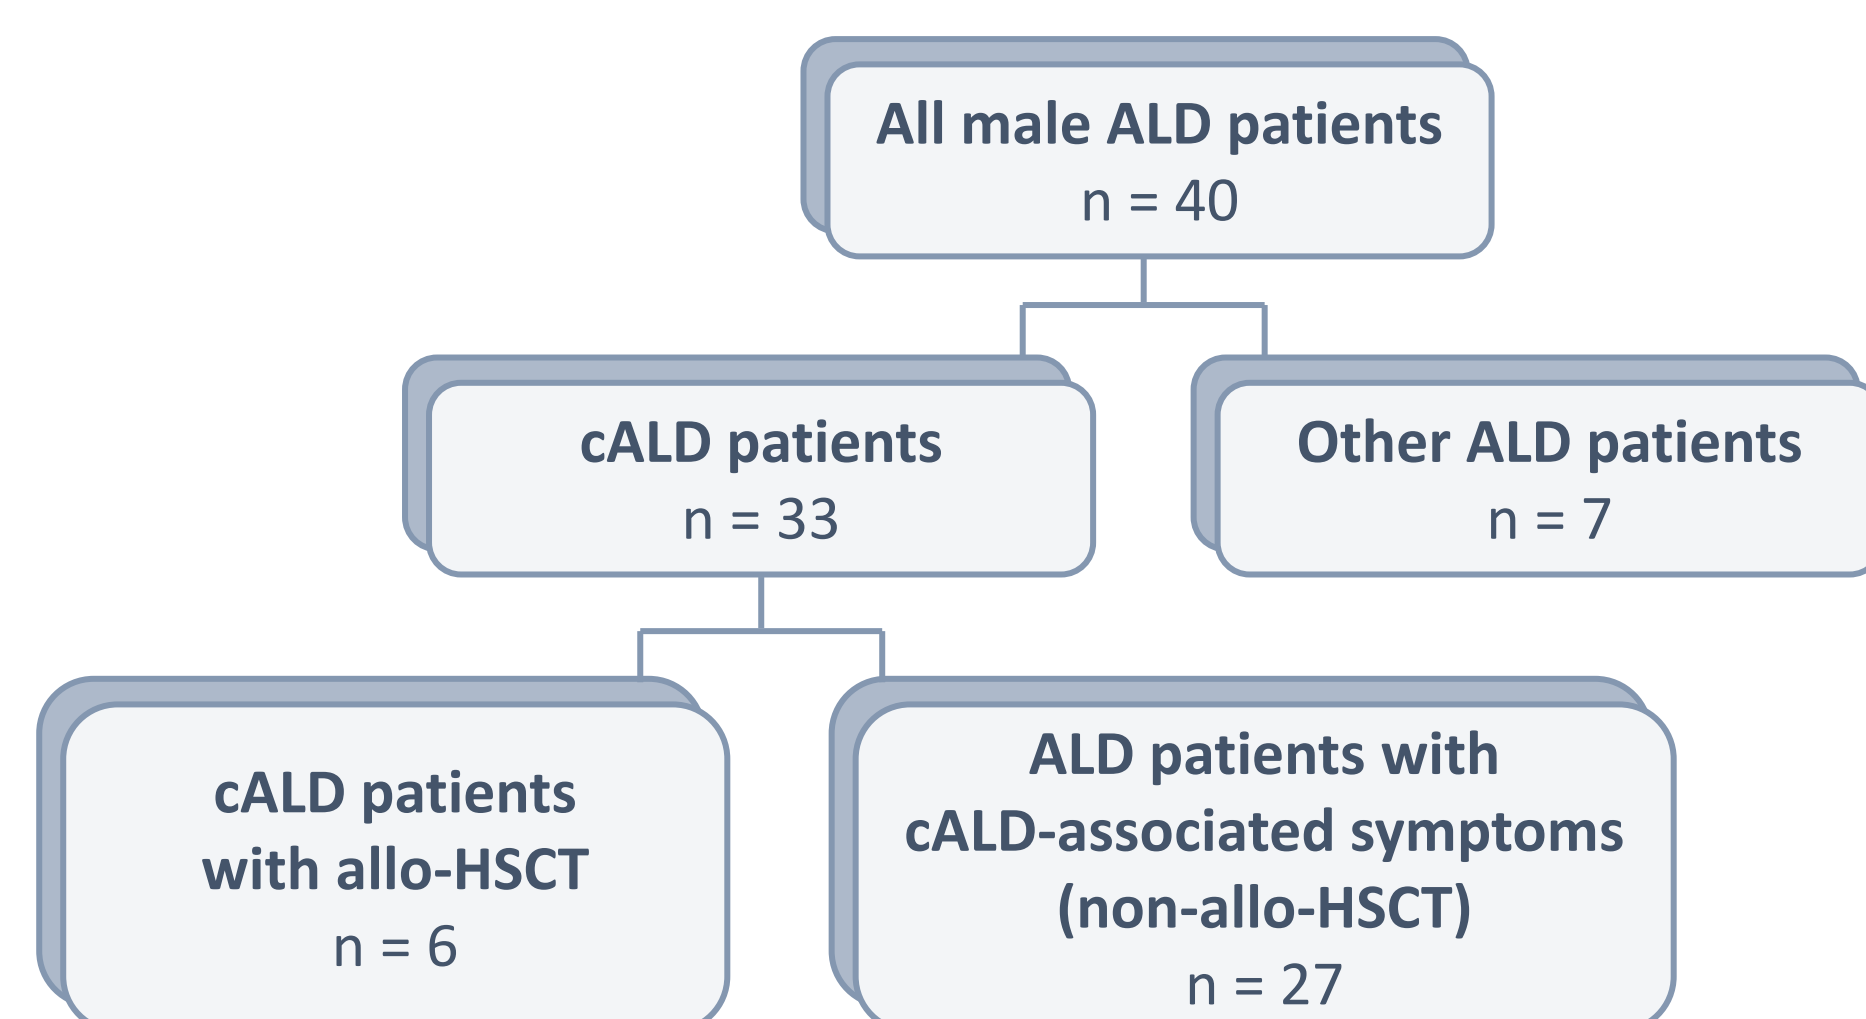 All male ALD patients
n = 40
cALD patients
n = 33
Other ALD patients
n = 7
cALD patients
with allo-HSCT
n = 6
ALD patients with
cALD-associated symptoms
(non-allo-HSCT)
n = 27